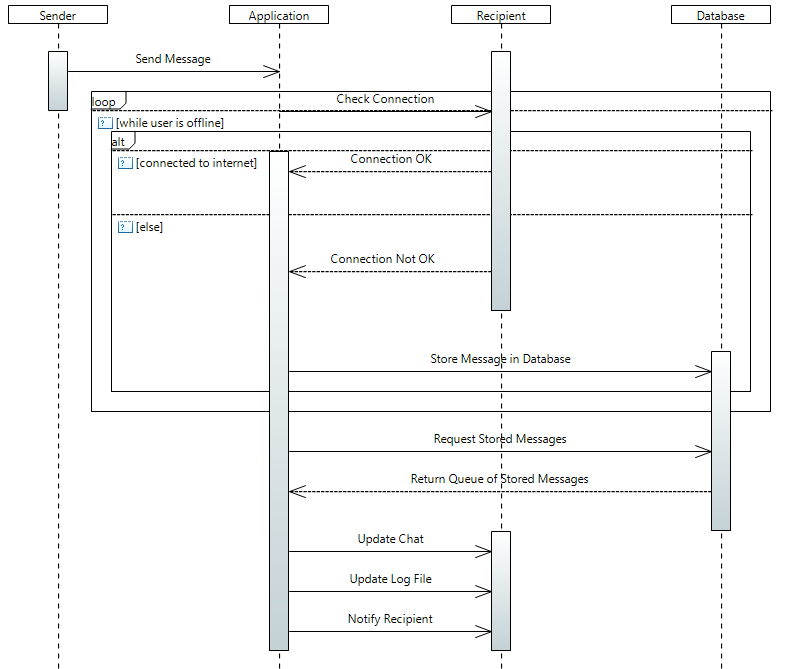 Sender
Application
Recipient
Database
Send Message
loop
Check Connection
? [while user is offline]
alt
? [connected to internet]
Connection OK
? [else]
Connection Not OK
Store Message in Database
Request Stored Messages
Return Queue of Stored Messages
Update Chat
Update Log File
Notify Recipient